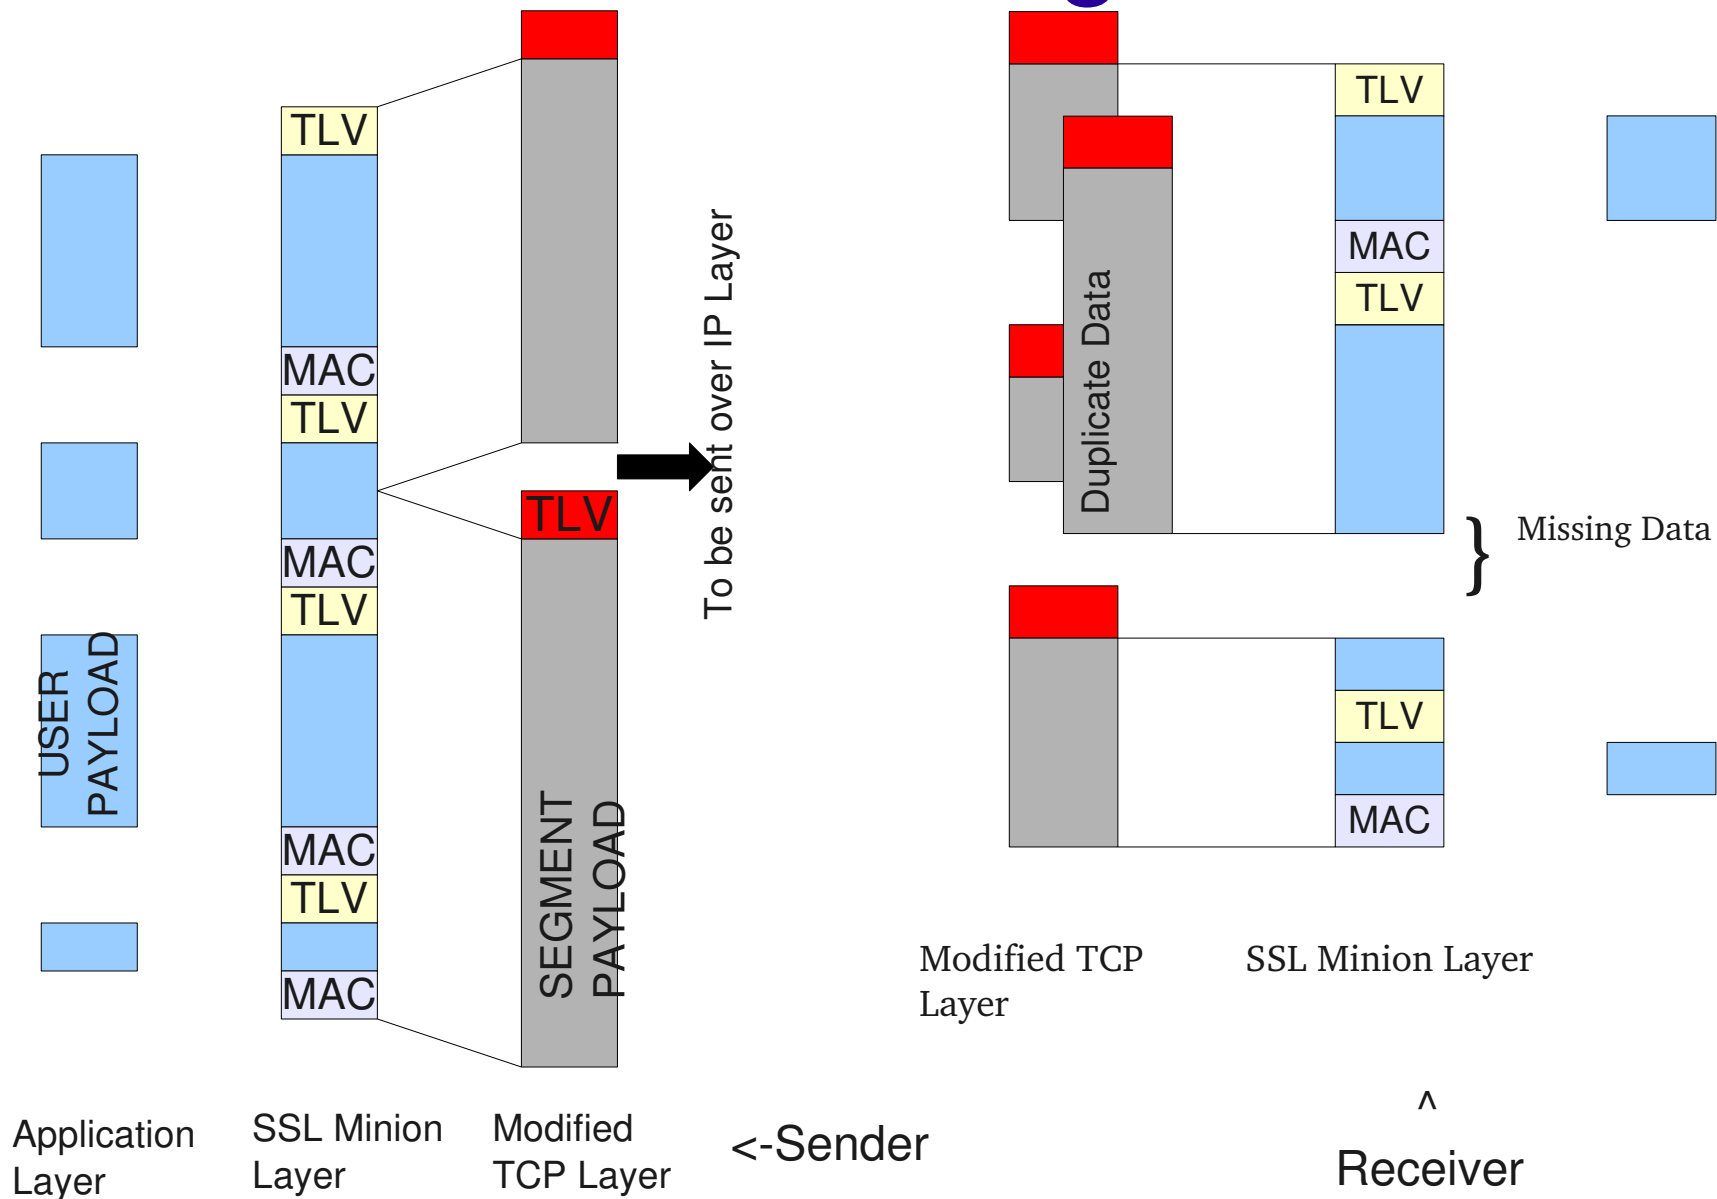 TLV
MAC
TLV
MAC
TLV
MAC
TLV
MAC
USER
PAYLOAD
TLV
SEGMENT
PAYLOAD
To be sent over IP Layer
Duplicate Data
TLV
MAC
TLV
Missing Data
}
TLV
MAC
Modified TCP
Layer
SSL Minion Layer
Application
Layer
SSL Minion
Layer
Modified
TCP Layer
<-Sender
^
Receiver